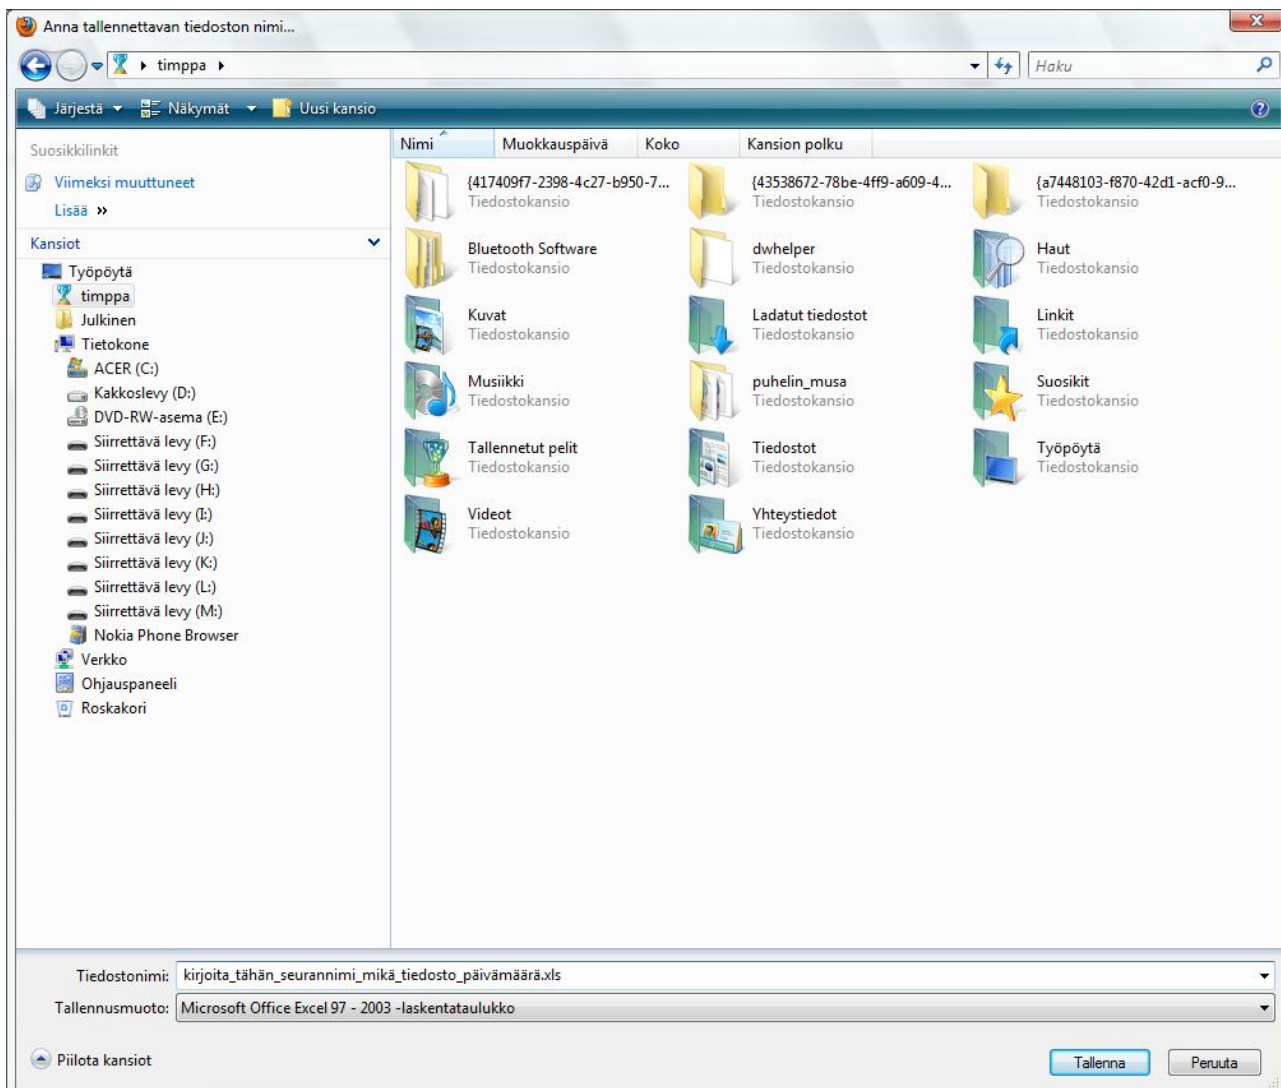 Anna tallennettavan tiedoston nimi...
timppa
Haku
Järjestä
Näkymät
Uusi kansio
Suosikkilinkit
Viimeksi muuttuneet
Lisää »
Kansiot
Työpöytä
timppa
Julkinen
Tietokone
ACER (C:)
Kakkoslevy (D:)
DVD-RW-asema (E:)
Siirrettävä levy (F:)
Siirrettävä levy (G:)
Siirrettävä levy (H:)
Siirrettävä levy (I:)
Siirrettävä levy (J:)
Siirrettävä levy (K:)
Siirrettävä levy (L:)
Siirrettävä levy (M:)
Nokia Phone Browser
Verkko
Ohjauspaneeli
Roskakori
Nimi Muokkauspäivä Koko Kansion polku
{417409f7-2398-4c27-b950-7...
Tiedostokansio
{43538672-78be-4ff9-a609-4...
Tiedostokansio
{a7448103-f870-42d1-acf0-9...
Tiedostokansio
Bluetooth Software
Tiedostokansio
dwhelper
Tiedostokansio
Haut
Tiedostokansio
Kuvat
Tiedostokansio
Ladatut tiedostot
Tiedostokansio
Linkit
Tiedostokansio
Musiikki
Tiedostokansio
puhelin_musa
Tiedostokansio
Suosikit
Tiedostokansio
Tallennetut pelit
Tiedostokansio
Tiedostot
Tiedostokansio
Työpöytä
Tiedostokansio
Videot
Tiedostokansio
Yhteystiedot
Tiedostokansio
Tiedostonimi: kirjoita_tähän_seurannimi_mikä_tiedosto_päivämäärä.xls
Tallennusmuoto: Microsoft Office Excel 97 - 2003 -laskentataulukko
Piilota kansiot
Tallenna
Peruuta